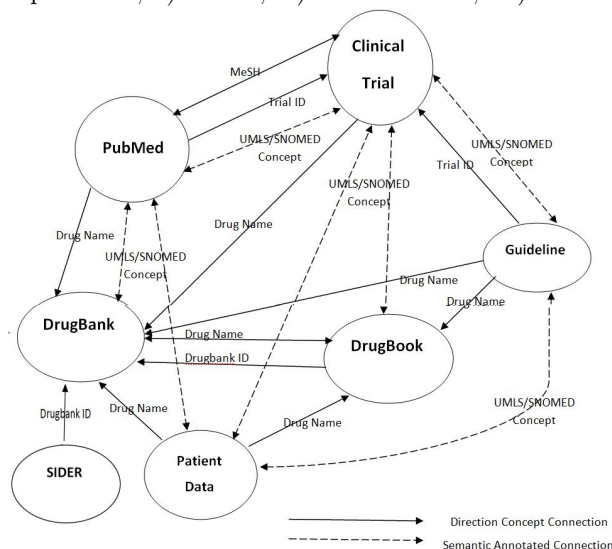 Clinical
Trial
MeSH
Trial ID
PubMed
UMLS/SNOMED
Concept
UMLS/SNOMED
Concept
Trial ID
UMLS/SNOMED
Concept
Drug Name
Drug Name
UMLS/SNOMED
Concept
Guideline
Drug Name
Drug Name
DrugBank
Drug Name
DrugBook
Drugbank ID
Drugbank ID
Drug Name
Drug Name
UMLS/SNOMED
Concept
SIDER
Patient
Data
Direction Concept Connection
Semantic Annotated Connection